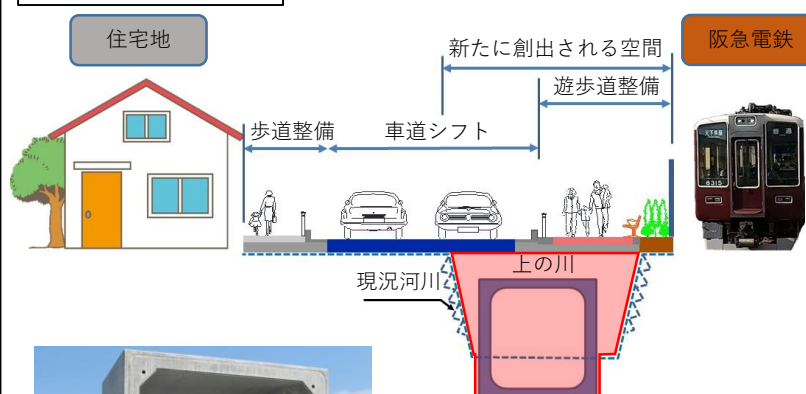 住宅地
新たに創出される空間
阪急電鉄
遊歩道整備
歩道整備
車道シフト
8315
上の川
現況河川